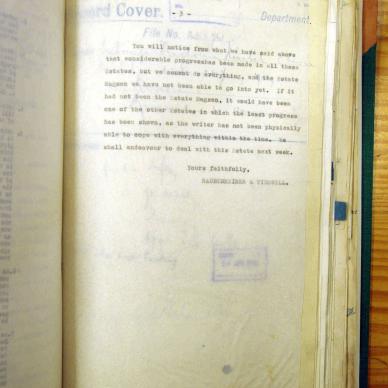 ord Cover.
- 3 -
Department.
File No.
You will notice from what we have said above
that considerable progresshas been made in all these
Estates, but we cannot do everything, and the Estate
Hagson we have not been able to go into yet. If it
had not been the Estate Hagson, it would have been
one of the other Estates in which the least progress
has been shown, as the writer has not been physically
able to cope with everything within the time. We
shall endeavour to deal with this Estate next week.
Yours faithfully,